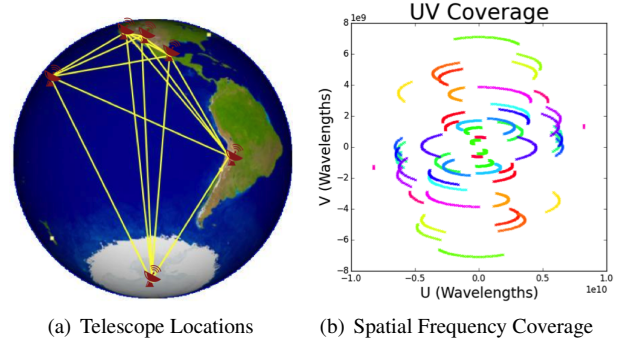 UV Coverage
1e9
8
6
4
2
0
−2
−4
−6
−8
V (Wavelengths)
−1.0 −0.5 0.0 0.5 1.0
1e10
U (Wavelengths)
(a) Telescope Locations
(b) Spatial Frequency Coverage